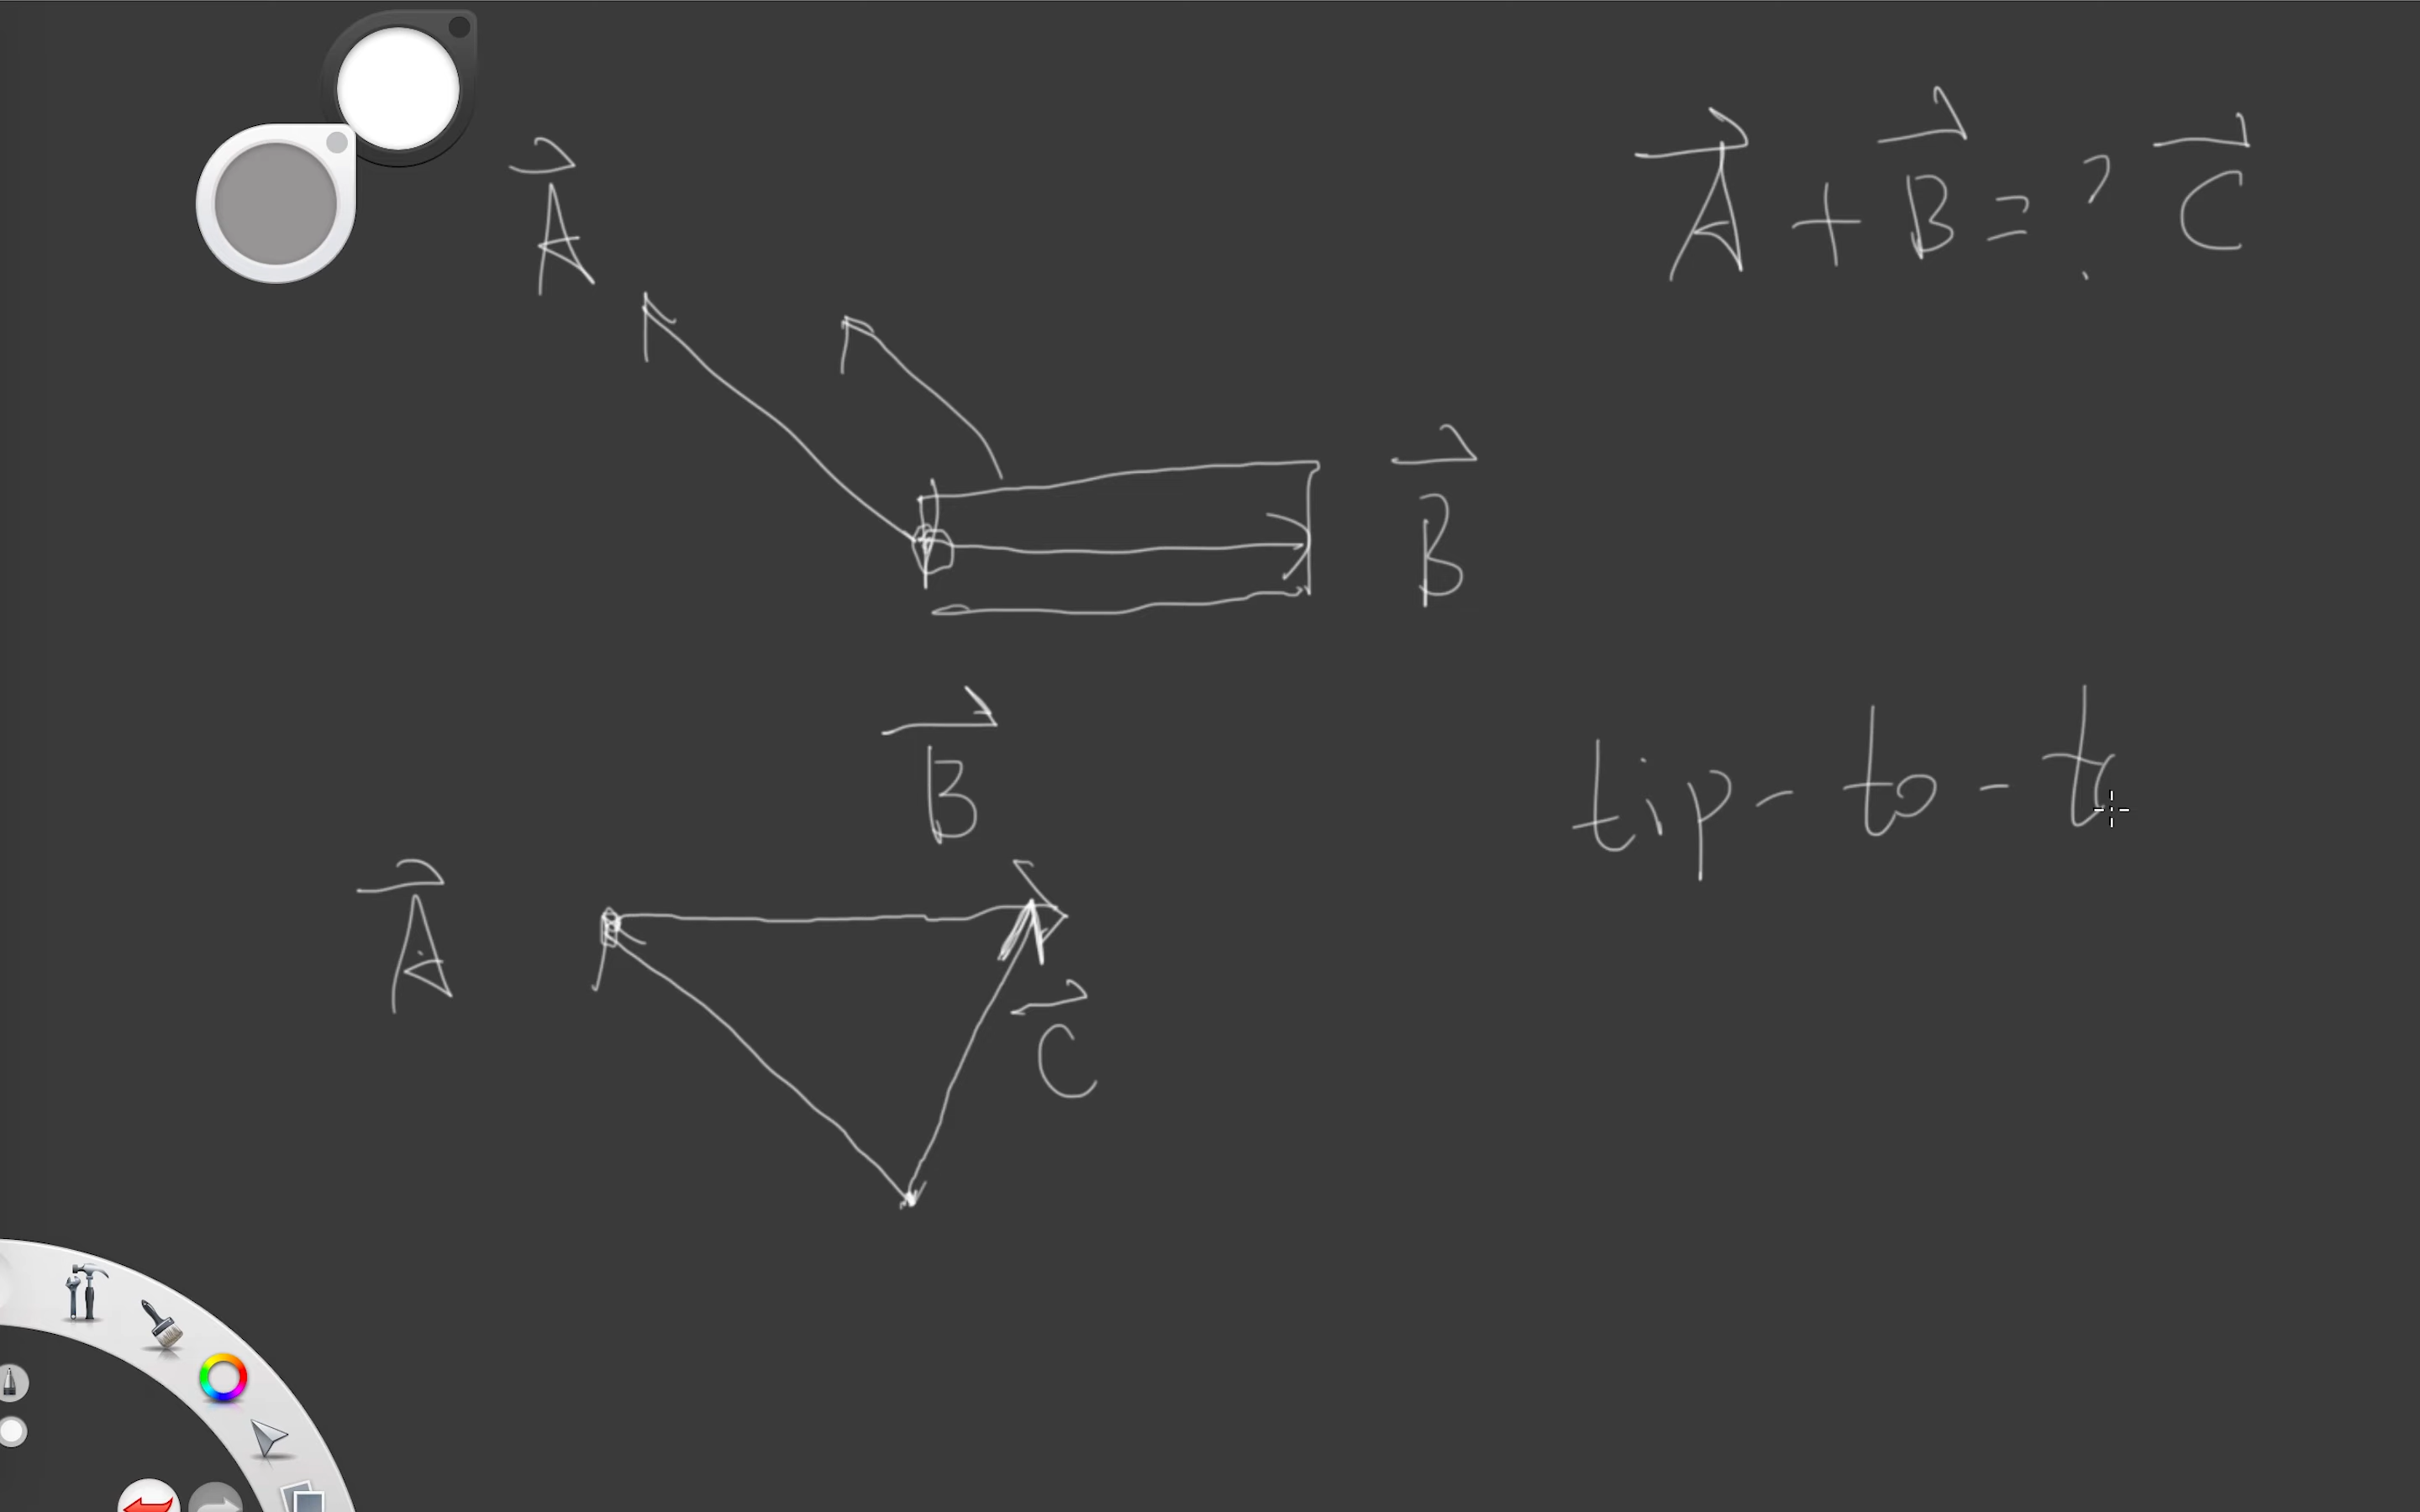 A⃗
A⃗ + B⃗ = ? C⃗
B⃗
B⃗
tip - to - t
A⃗
C⃗